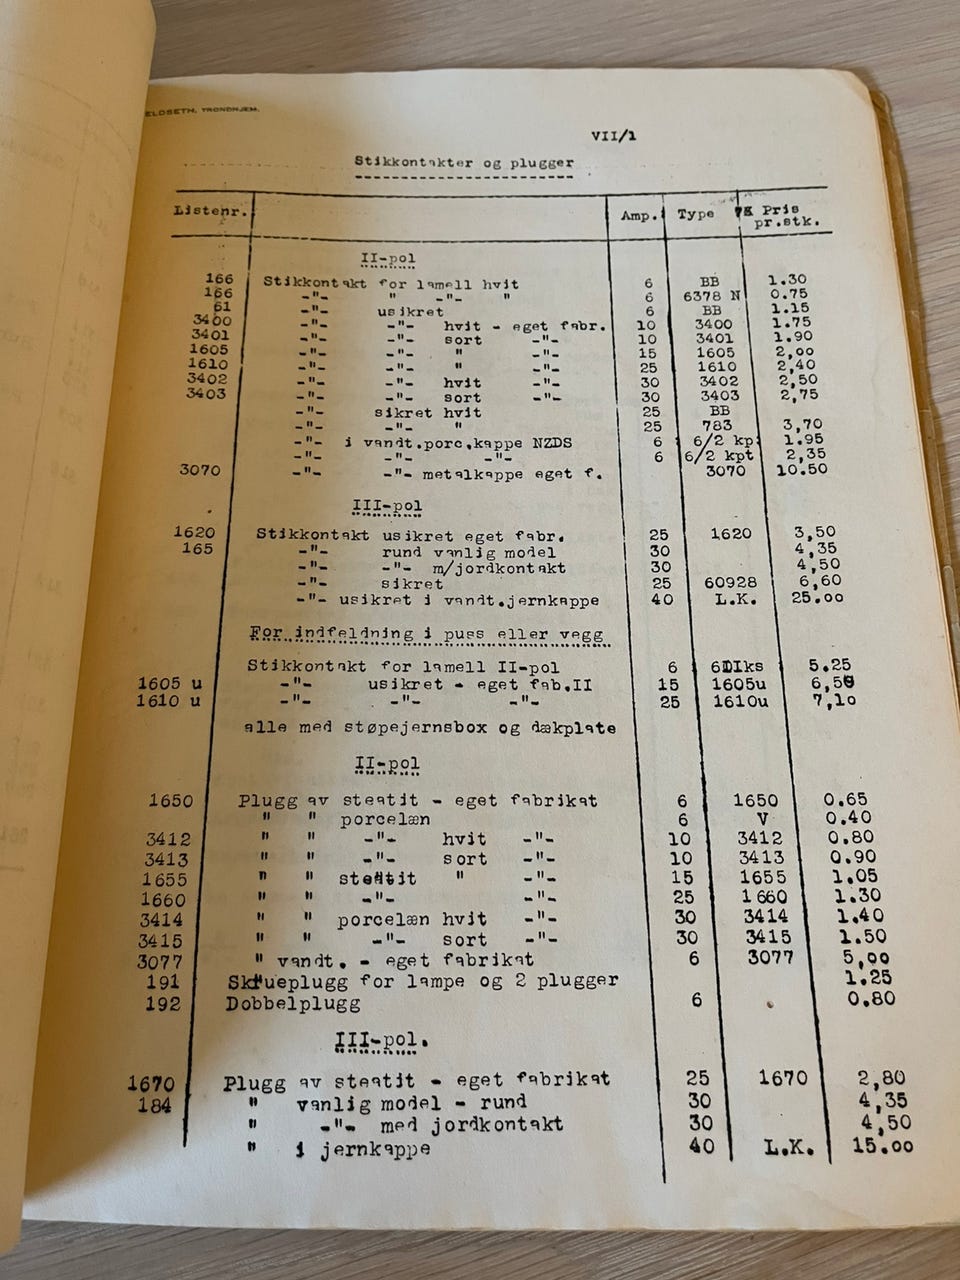 ELDSETH, TRONDHJEM.
VII/1
Stikkontakter og plugger
Listenr. Amp. Type Pris pr.stk.
II-pol
166 Stikkontakt for lamell hvit 6 BB 1.30
166 -"- " -"- " 6 6378 N 0.75
61 -"- usikret 6 BB 1.15
3400 -"- -"- hvit - eget fabr. 10 3400 1.75
3401 -"- -"- sort -"- 10 3401 1.90
1605 -"- -"- " -"- 15 1605 2,00
1610 -"- -"- " -"- 25 1610 2,40
3402 -"- -"- hvit -"- 30 3402 2,50
3403 -"- -"- sort -"- 30 3403 2,75
-"- sikret hvit 25 BB
-"- -"- " 25 783 3,70
-"- i vandt.porc.kappe NZDS 6 6/2 kp 1.95
-"- -"- -"- 6 6/2 kpt 2,35
3070 -"- -"- metalkappe eget f. 3070 10.50
III-pol
1620 Stikkontakt usikret eget fabr. 25 1620 3,50
165 -"- rund vanlig model 30 4,35
-"- -"- m/jordkontakt 30 4,50
-"- sikret 25 60928 6,60
-"- usikret i vandt.jernkappe 40 L.K. 25.00
For indfeldning i puss eller vegg
Stikkontakt for lamell II-pol 6 6DIks 5.25
1605 u -"- usikret - eget fab.II 15 1605u 6,50
1610 u -"- -"- -"- 25 1610u 7,10
alle med støpejernsbox og dækplate
II-pol
1650 Plugg av steatit - eget fabrikat 6 1650 0.65
" " porcelæn 6 V 0.40
3412 " " -"- hvit -"- 10 3412 0.80
3413 " " -"- sort -"- 10 3413 0.90
1655 " " steatit " -"- 15 1655 1.05
1660 " " -"- -"- 25 1660 1.30
3414 " " porcelæn hvit -"- 30 3414 1.40
3415 " " -"- sort -"- 30 3415 1.50
3077 " vandt. - eget fabrikat 6 3077 5,00
191 Skrueplugg for lampe og 2 plugger 1.25
192 Dobbelplugg 6 0.80
III-pol.
1670 Plugg av steatit - eget fabrikat 25 1670 2,80
184 " vanlig model - rund 30 4,35
" -"- med jordkontakt 30 4,50
" i jernkappe 40 L.K. 15.00